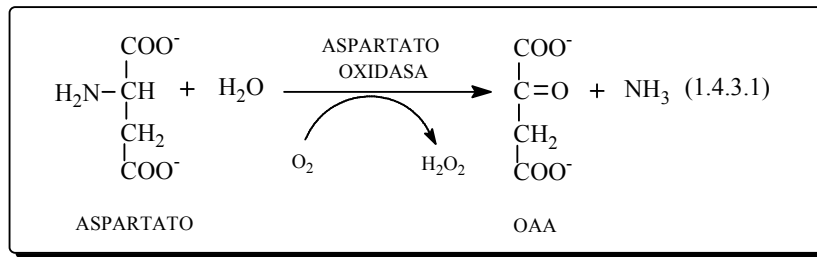 COO⁻
H₂N-CH + H₂O
CH₂
COO⁻
ASPARTATO
ASPARTATO
OXIDASA
O₂ H₂O₂
COO⁻
C=O + NH₃ (1.4.3.1)
CH₂
COO⁻
OAA